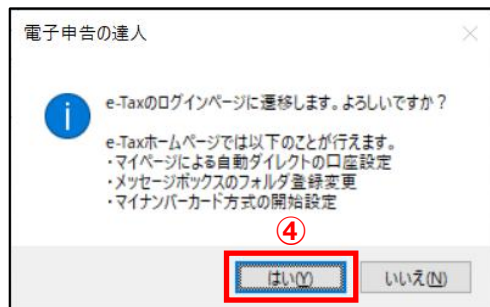 電子申告の達人
e-Taxのログインページに遷移します。よろしいですか？
e-Taxホームページでは以下のことが行えます。
・マイページによる自動ダイレクトの口座設定
・メッセージボックスのフォルダ登録変更
・マイナンバーカード方式の開始設定
④
はい(Y) いいえ(N)